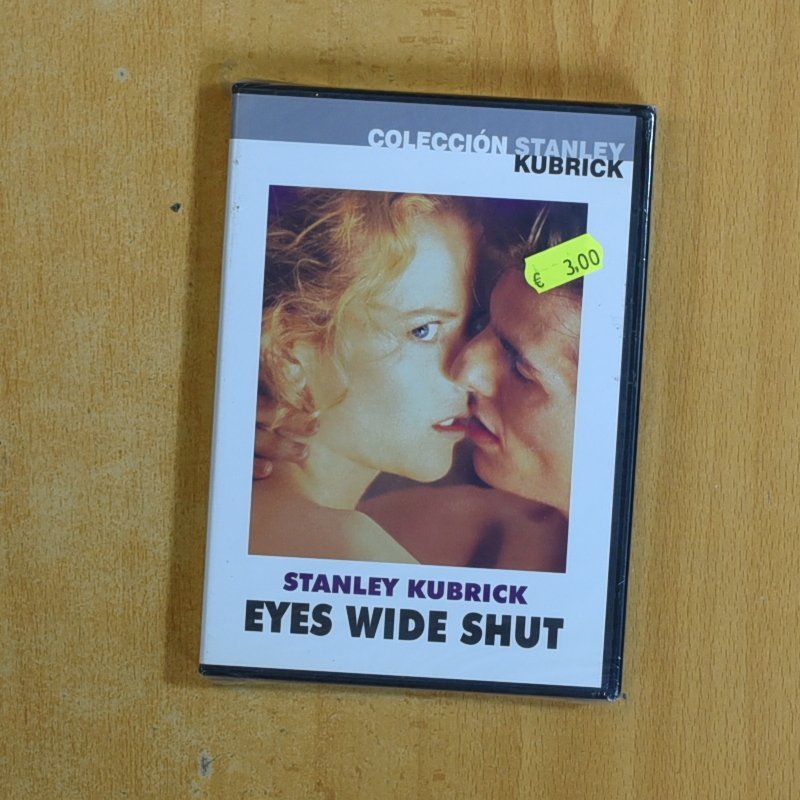 COLECCIÓN STANLEY
KUBRICK
€ 3,00
STANLEY KUBRICK
EYES WIDE SHUT